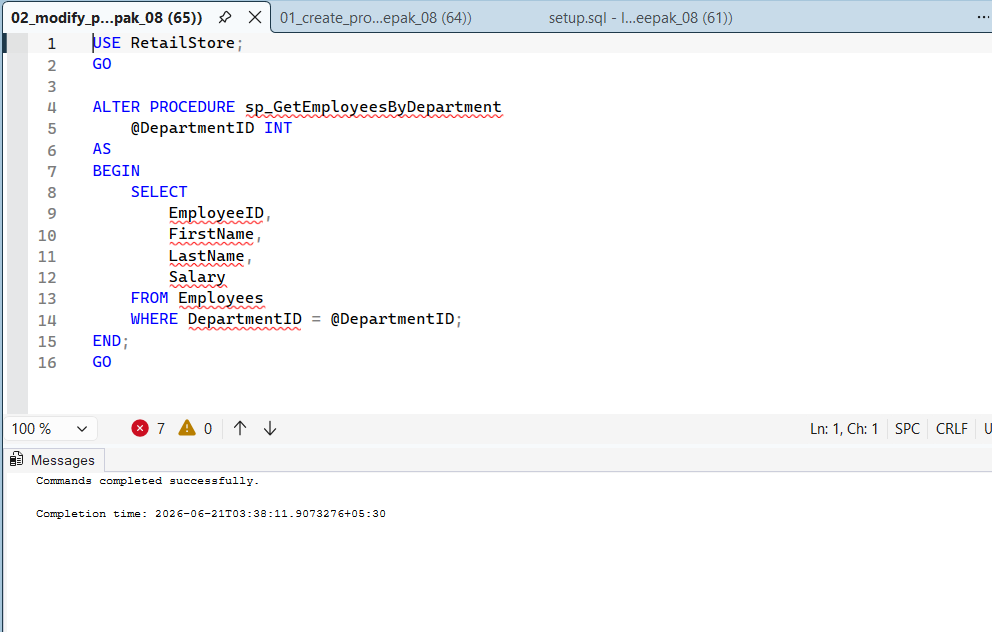 02_modify_p...pak_08 (65))  01_create_pro...epak_08 (64))  setup.sql - l...eepak_08 (61))  ...
1 USE RetailStore;
2 GO
3
4 ALTER PROCEDURE sp_GetEmployeesByDepartment
5     @DepartmentID INT
6 AS
7 BEGIN
8     SELECT
9         EmployeeID,
10         FirstName,
11         LastName,
12         Salary
13     FROM Employees
14     WHERE DepartmentID = @DepartmentID;
15 END;
16 GO
100 %  7  0  Ln: 1, Ch: 1  SPC  CRLF
Messages
Commands completed successfully.
Completion time: 2026-06-21T03:38:11.9073276+05:30